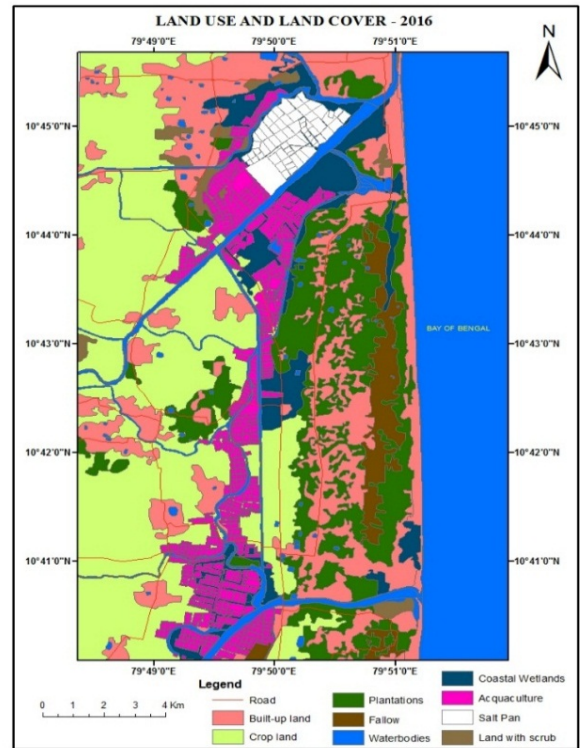 LAND USE AND LAND COVER - 2016
79°49'0"E 79°50'0"E 79°51'0"E
N
10°45'0"N 10°45'0"N
10°44'0"N 10°44'0"N
BAY OF BENGAL
10°43'0"N 10°43'0"N
10°42'0"N 10°42'0"N
10°41'0"N 10°41'0"N
79°49'0"E 79°50'0"E 79°51'0"E
0 1 2 3 4 Km
Legend
Road
Built-up land
Crop land
Plantations
Fallow
Waterbodies
Coastal Wetlands
Acquaculture
Salt Pan
Land with scrub